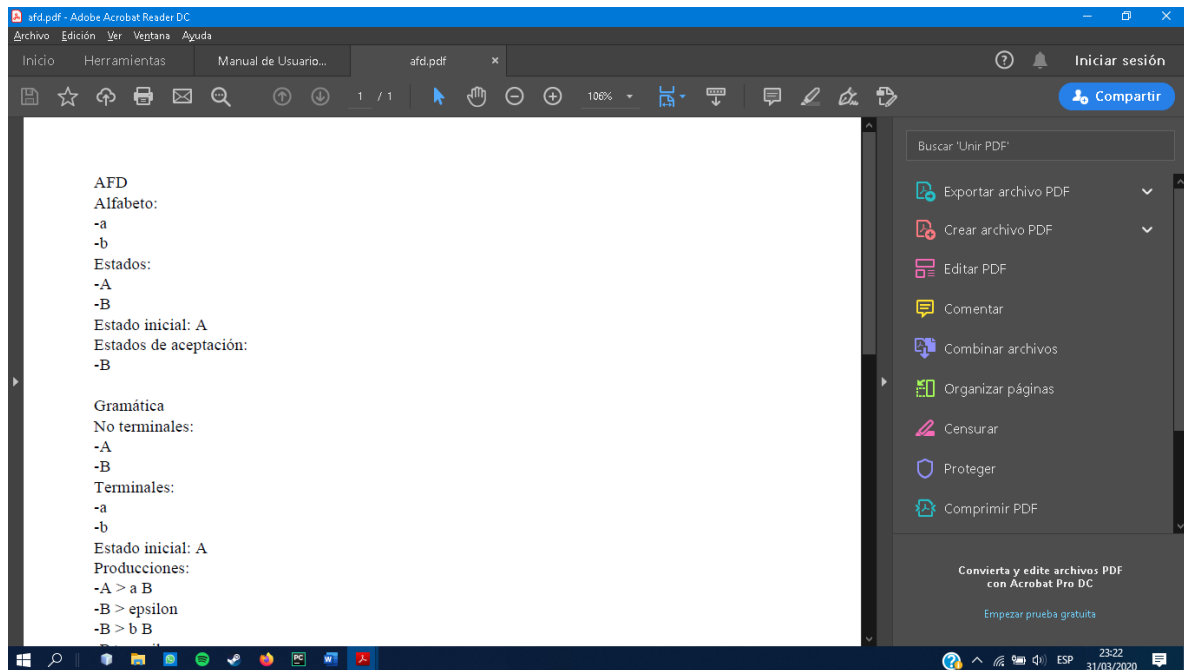 afd.pdf - Adobe Acrobat Reader DC
Archivo Edición Ver Ventana Ayuda
Inicio Herramientas Manual de Usuario... afd.pdf × ? Iniciar sesión
1 / 1 106% Compartir
AFD
Alfabeto:
-a
-b
Estados:
-A
-B
Estado inicial: A
Estados de aceptación:
-B
Gramática
No terminales:
-A
-B
Terminales:
-a
-b
Estado inicial: A
Producciones:
-A > a B
-B > epsilon
-B > b B
Buscar 'Unir PDF'
Exportar archivo PDF
Crear archivo PDF
Editar PDF
Comentar
Combinar archivos
Organizar páginas
Censurar
Proteger
Comprimir PDF
Convierta y edite archivos PDF
con Acrobat Pro DC
Empezar prueba gratuita
ESP 23:22
31/03/2020